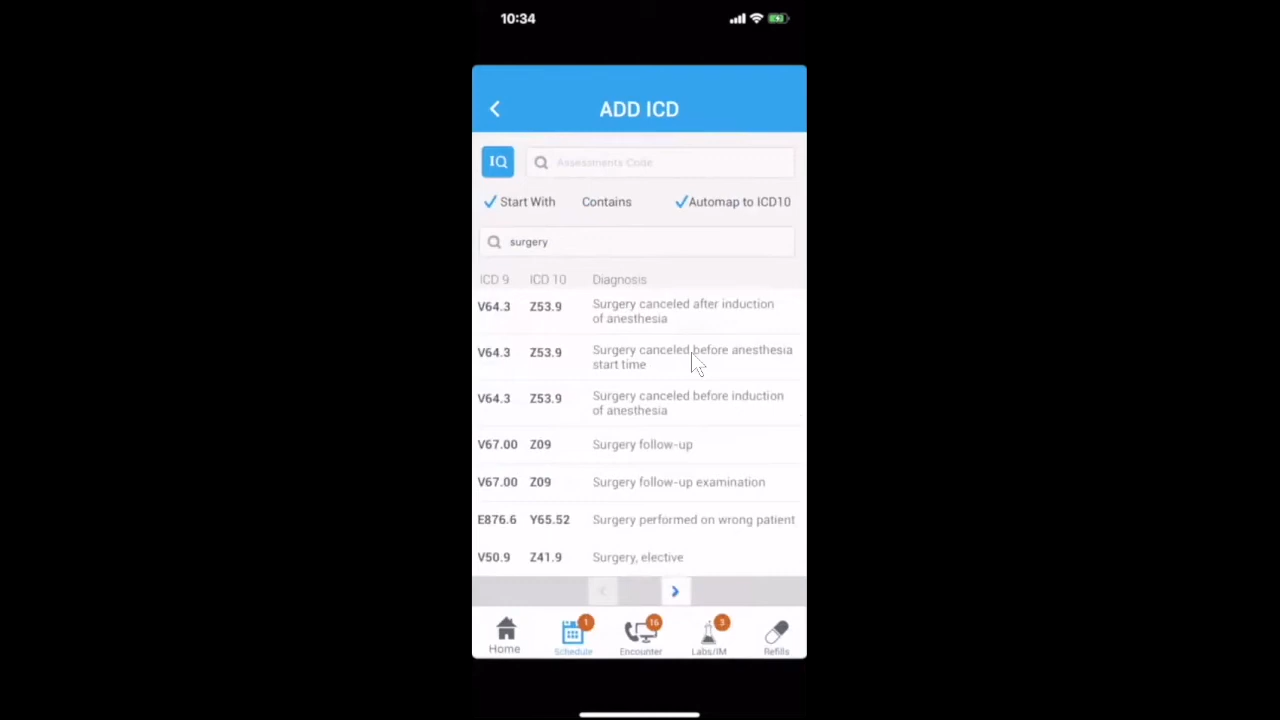 10:34
ADD ICD
IQ
Assessments Code
Start With Contains Automap to ICD10
surgery
ICD 9 ICD 10 Diagnosis
V64.3 Z53.9 Surgery canceled after induction
of anesthesia
V64.3 Z53.9 Surgery canceled before anesthesia
start time
V64.3 Z53.9 Surgery canceled before induction
of anesthesia
V67.00 Z09 Surgery follow-up
V67.00 Z09 Surgery follow-up examination
E876.6 Y65.52 Surgery performed on wrong patient
V50.9 Z41.9 Surgery, elective
1 16 3
Home Schedule Encounter Labs/IM Refills